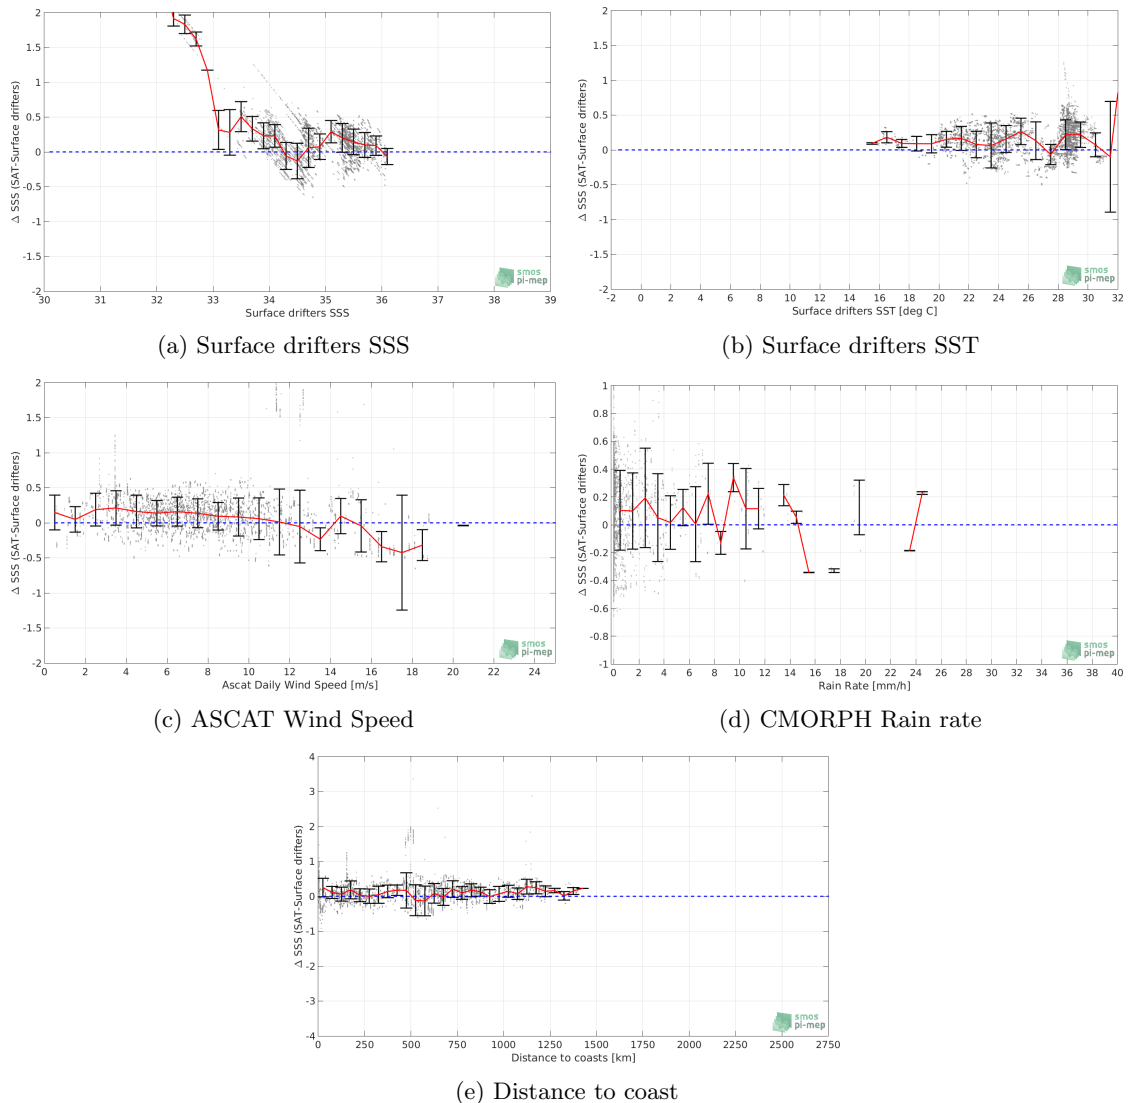 2
1.5
1
0.5
0
-0.5
-1
-1.5
-2
Δ SSS (SAT-Surface drifters)
30 31 32 33 34 35 36 37 38 39
Surface drifters SSS
smos
pi-mep
(a) Surface drifters SSS
2
1.5
1
0.5
0
-0.5
-1
-1.5
-2
Δ SSS (SAT-Surface drifters)
-2 0 2 4 6 8 10 12 14 16 18 20 22 24 26 28 30 32
Surface drifters SST [deg C]
smos
pi-mep
(b) Surface drifters SST
2
1.5
1
0.5
0
-0.5
-1
-1.5
-2
Δ SSS (SAT-Surface drifters)
0 2 4 6 8 10 12 14 16 18 20 22 24
Ascat Daily Wind Speed [m/s]
smos
pi-mep
(c) ASCAT Wind Speed
1
0.8
0.6
0.4
0.2
0
-0.2
-0.4
-0.6
-0.8
-1
Δ SSS (SAT-Surface drifters)
0 2 4 6 8 10 12 14 16 18 20 22 24 26 28 30 32 34 36 38 40
Rain Rate [mm/h]
smos
pi-mep
(d) CMORPH Rain rate
4
3
2
1
0
-1
-2
-3
-4
Δ SSS (SAT-Surface drifters)
0 250 500 750 1000 1250 1500 1750 2000 2250 2500 2750
Distance to coasts [km]
smos
pi-mep
(e) Distance to coast